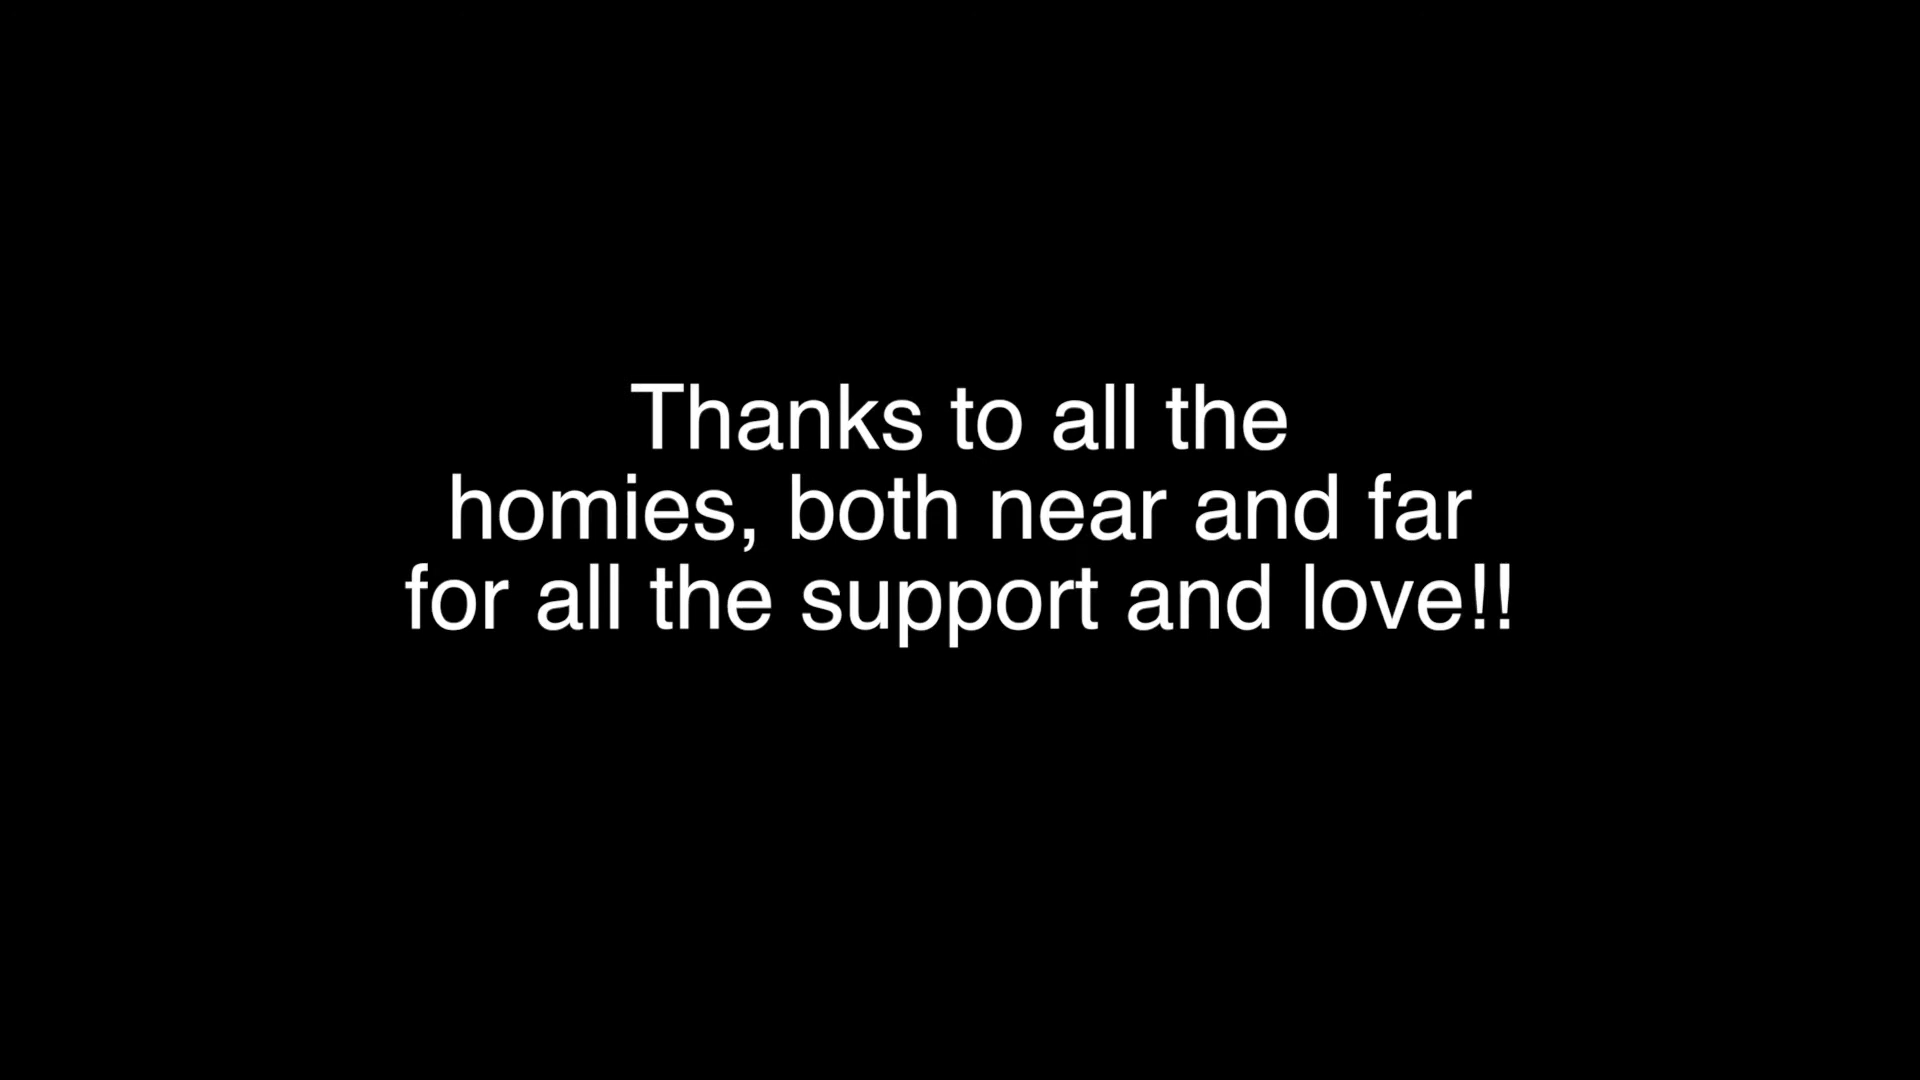 Thanks to all the
homies, both near and far
for all the support and love!!